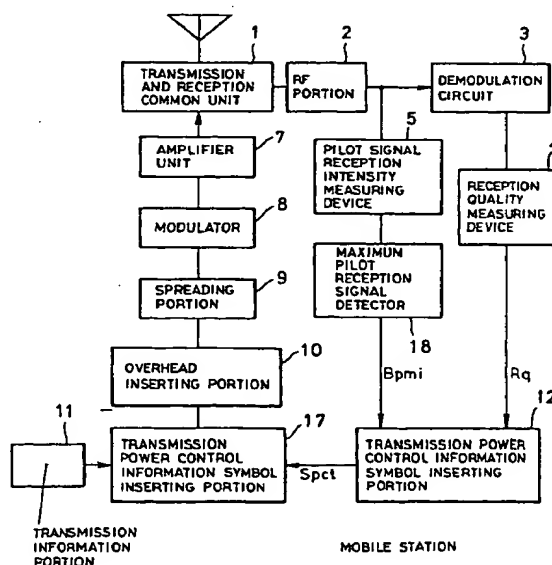 1
2
3
TRANSMISSION
AND RECEPTION
COMMON UNIT
RF
PORTION
DEMODULATION
CIRCUIT
7
5
4
AMPLIFIER
UNIT
PILOT SIGNAL
RECEPTION
INTENSITY
MEASURING
DEVICE
RECEPTION
QUALITY
MEASURING
DEVICE
8
MODULATOR
9
MAXIMUM
PILOT
RECEPTION
SIGNAL
DETECTOR
SPREADING
PORTION
10
18
OVERHEAD
INSERTING PORTION
Bpmi
Rq
11
17
12
TRANSMISSION
POWER CONTROL
INFORMATION SYMBOL
INSERTING PORTION
Spct
TRANSMISSION POWER
CONTROL INFORMATION
SYMBOL INSERTING
PORTION
TRANSMISSION
INFORMATION
PORTION
MOBILE STATION